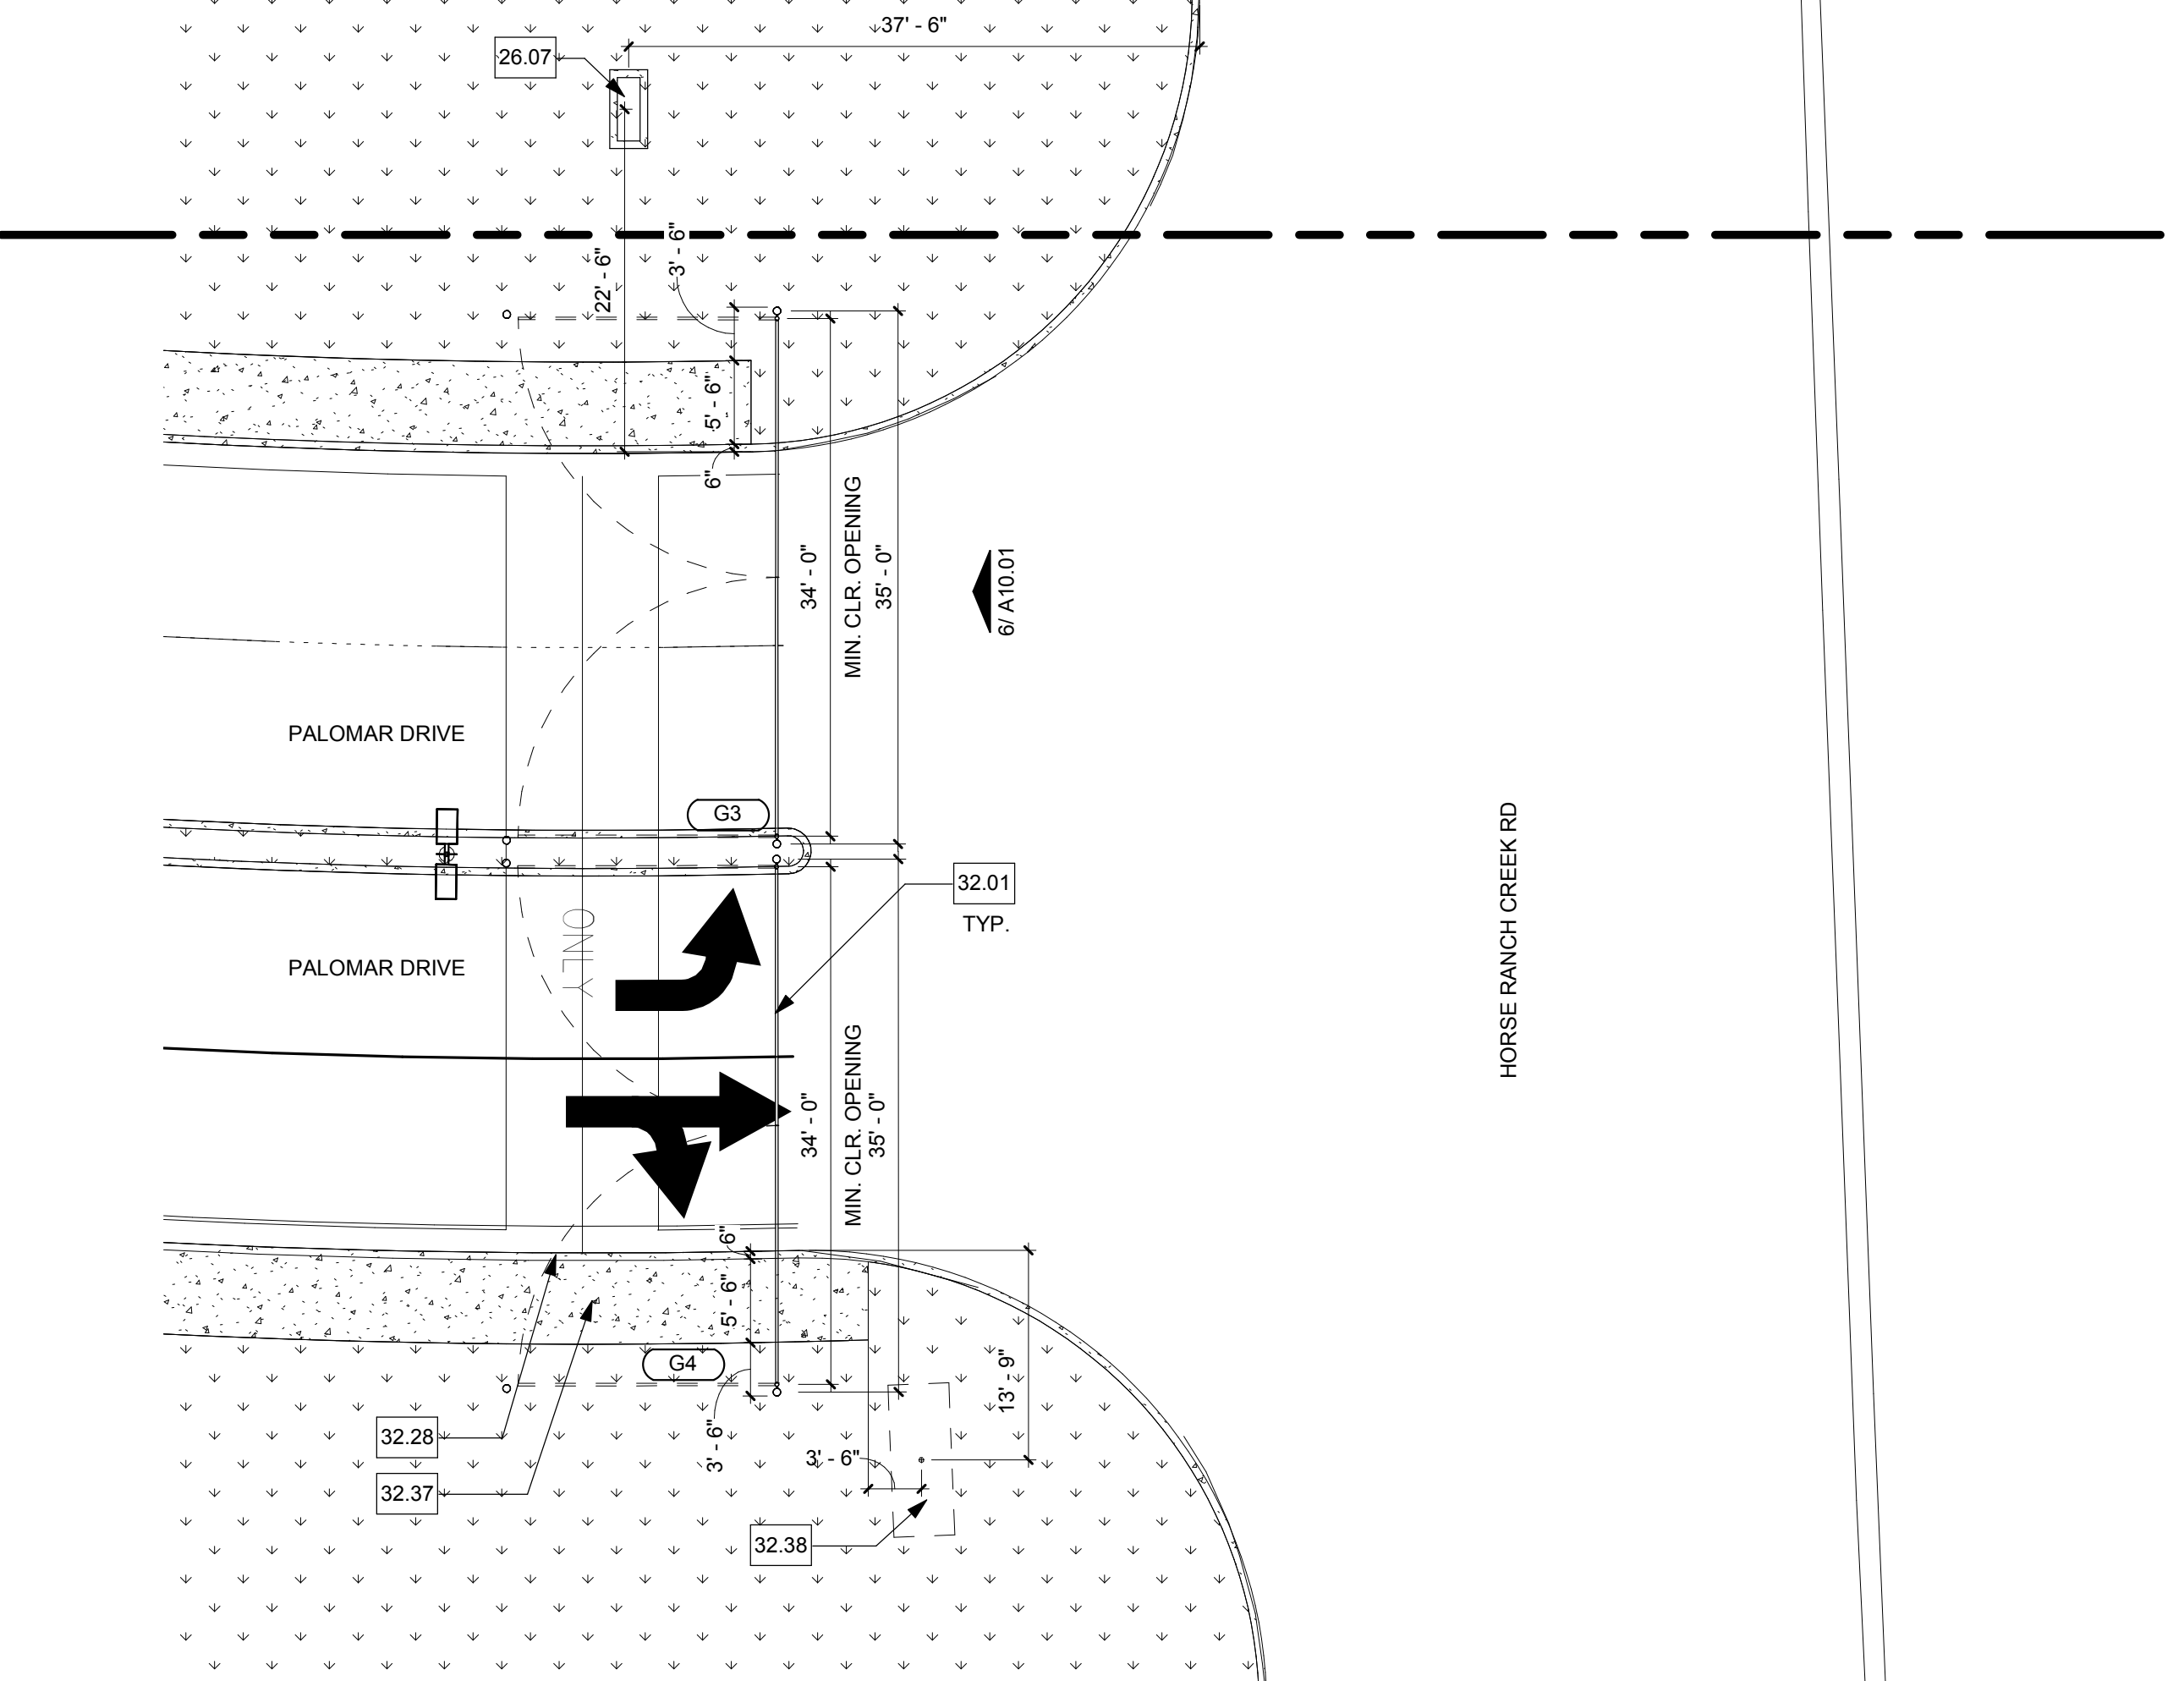 37' - 6"
26.07
3' - 6"
22' - 6"
5' - 6"
6"
34' - 0"
MIN. CLR. OPENING
35' - 0"
6/ A10.01
PALOMAR DRIVE
G3
32.01
TYP.
HORSE RANCH CREEK RD
ONLY
PALOMAR DRIVE
34' - 0"
MIN. CLR. OPENING
35' - 0"
6"
5' - 6"
G4
13' - 9"
32.28
3' - 6"
3' - 6"
32.37
32.38